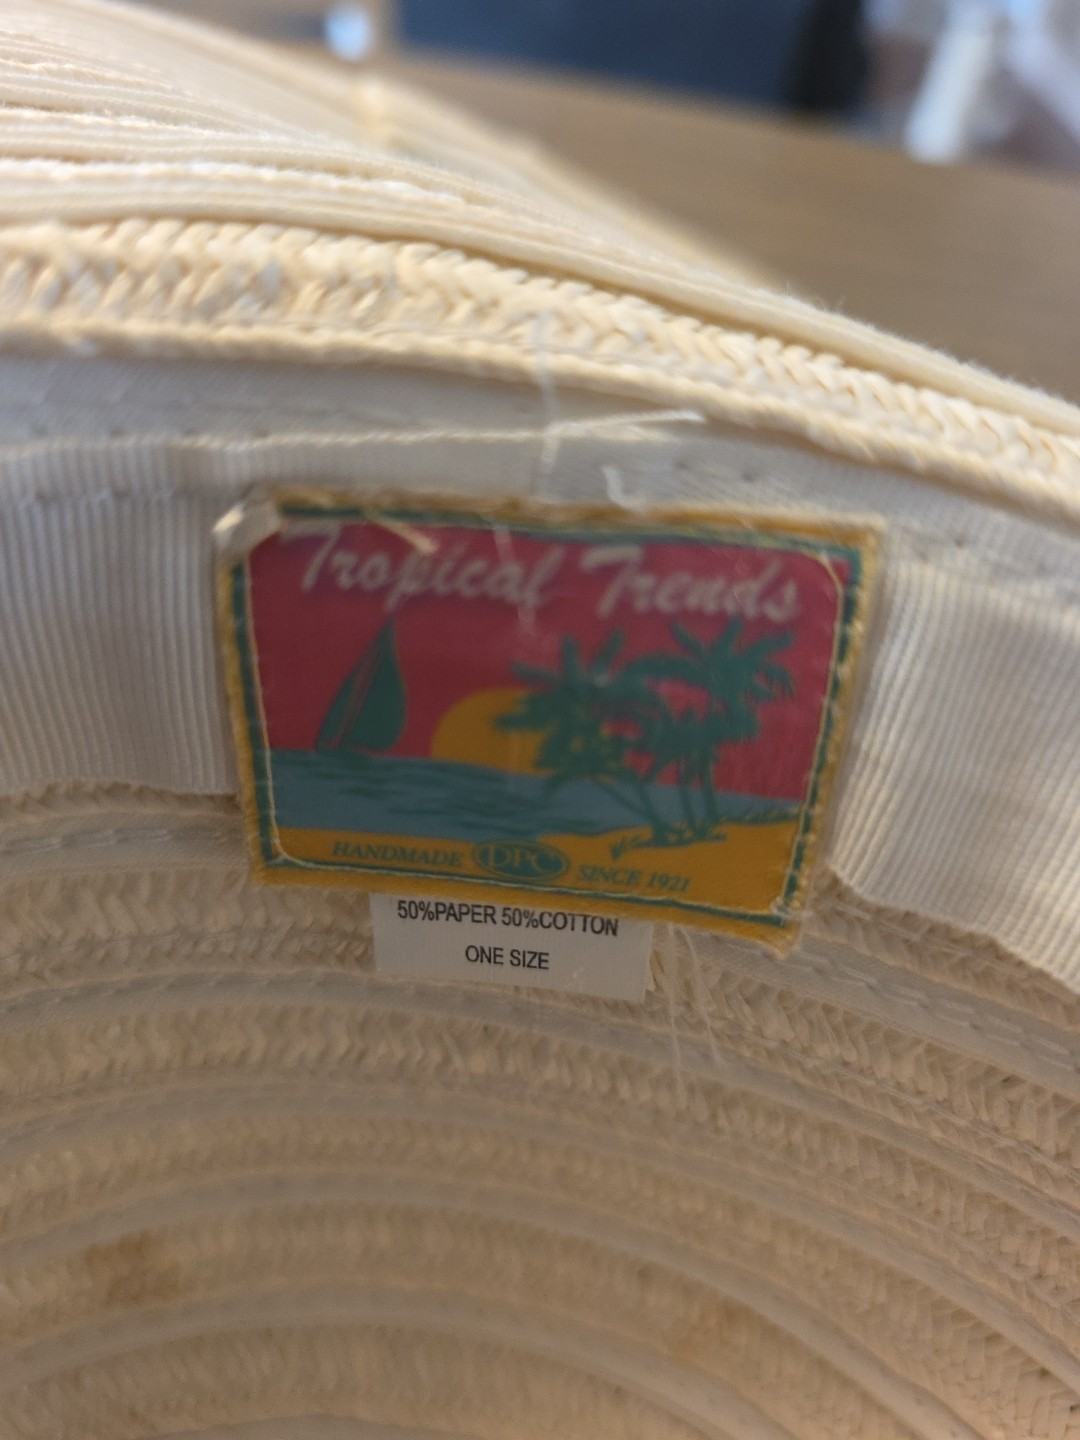 Tropical Trends
HANDMADE DPC SINCE 1921
50%PAPER 50%COTTON
ONE SIZE